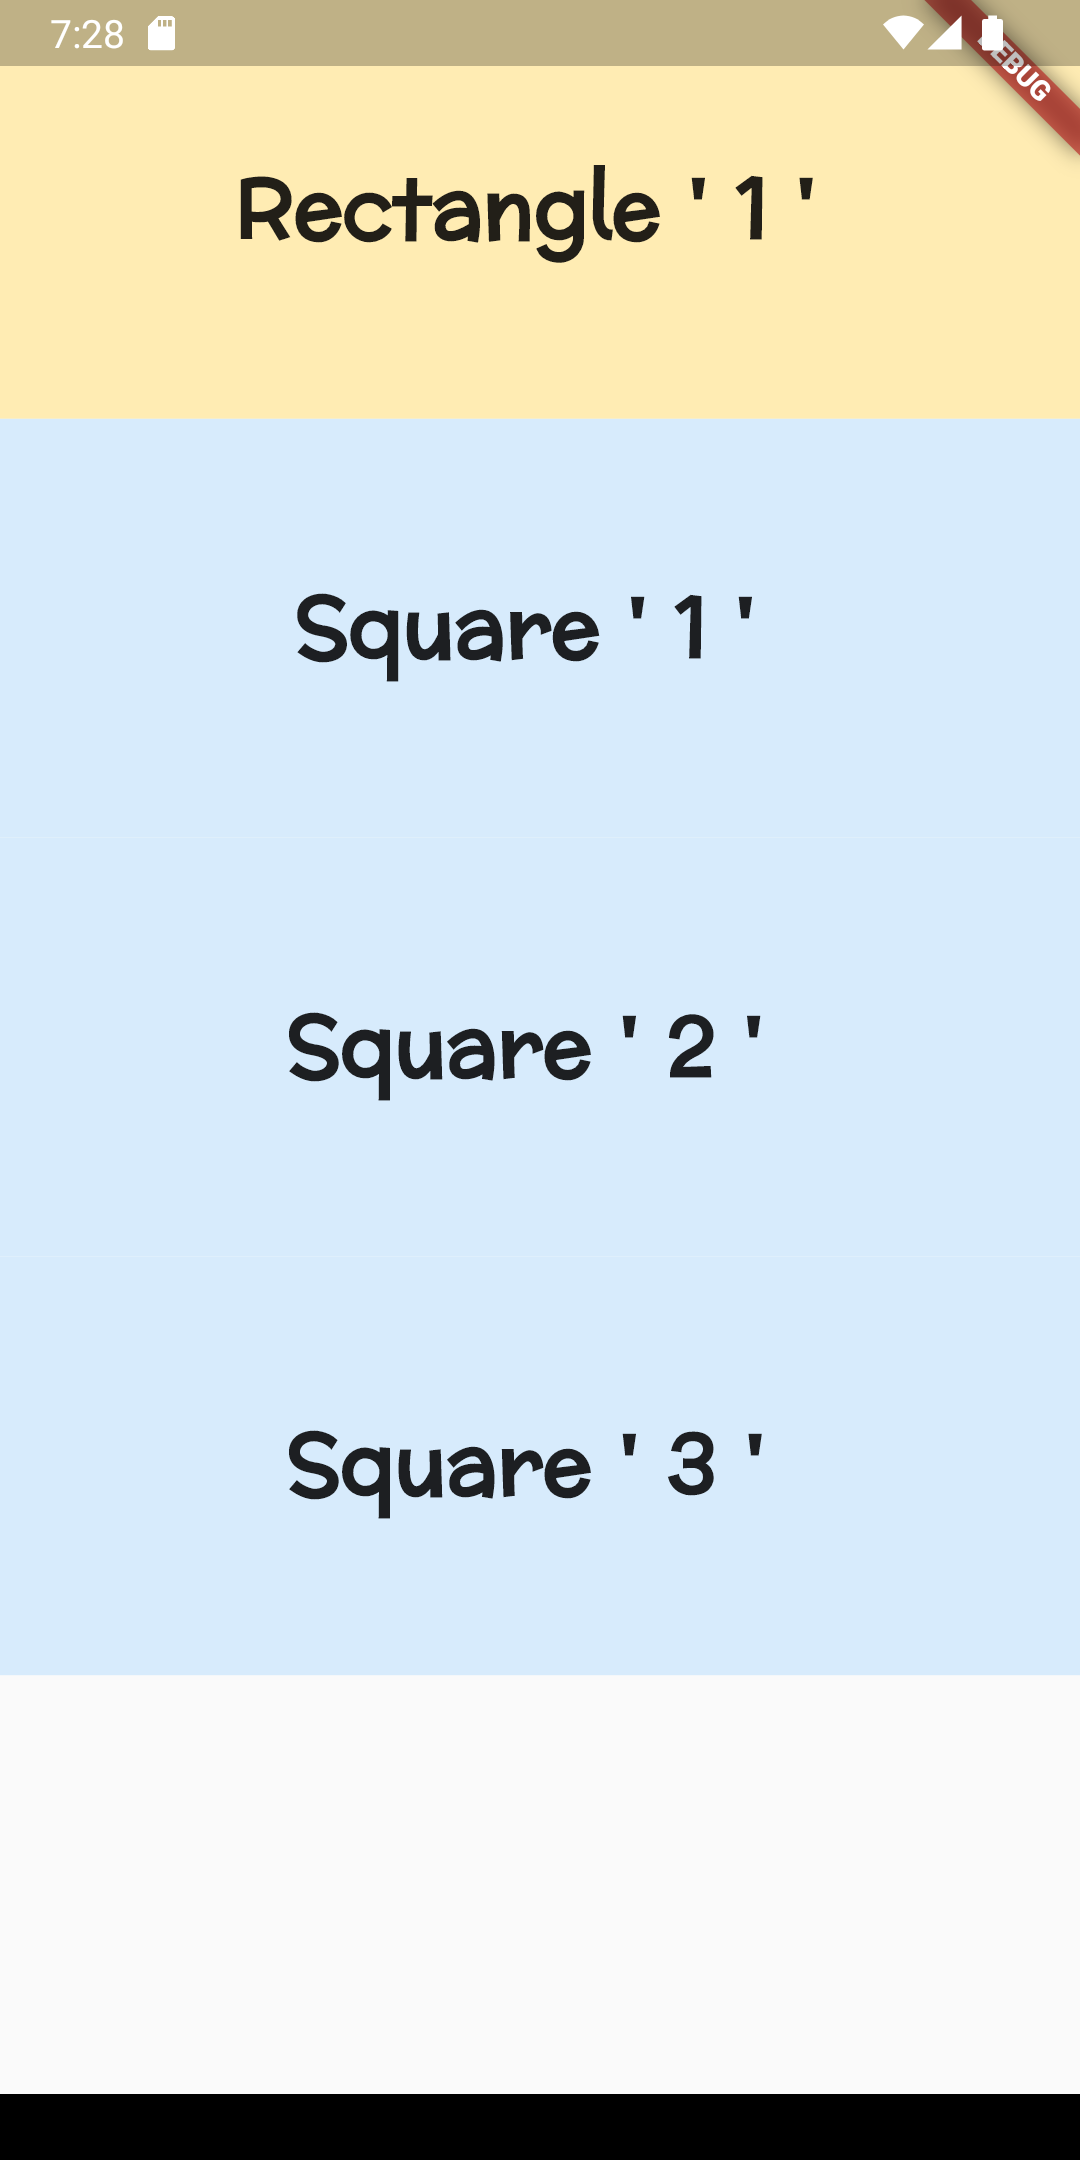 7:28
DEBUG
Rectangle ' 1 '
Square ' 1 '
Square ' 2 '
Square ' 3 '